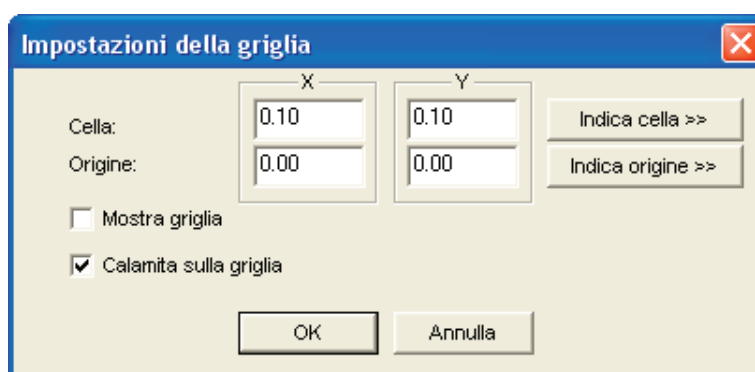 Impostazioni della griglia
X Y
Cella: 0.10 0.10 Indica cella >>
Origine: 0.00 0.00 Indica origine >>
Mostra griglia
Calamita sulla griglia
OK Annulla